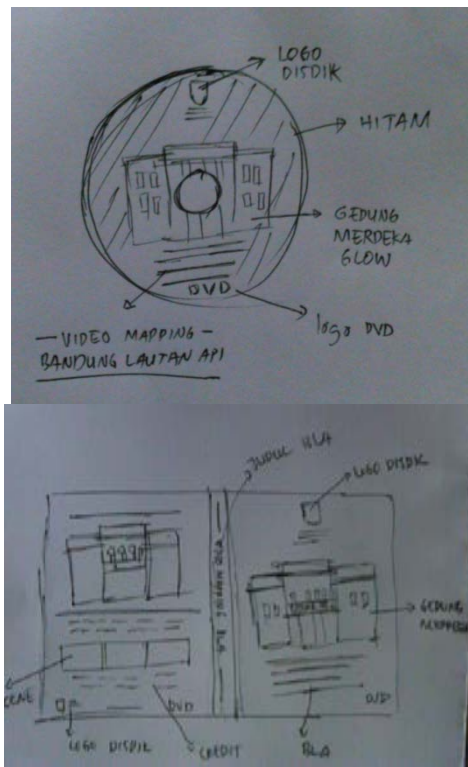 LOGO
DISDIK
HITAM
GEDUNG
MERDEKA
GLOW
DVD
logo DVD
— VIDEO MAPPING —
BANDUNG LAUTAN API
JUDUL BLA
LOGO DISDIK
GEDUNG
DVD
DVD
LOGO DISDIK
CREDIT
BLA